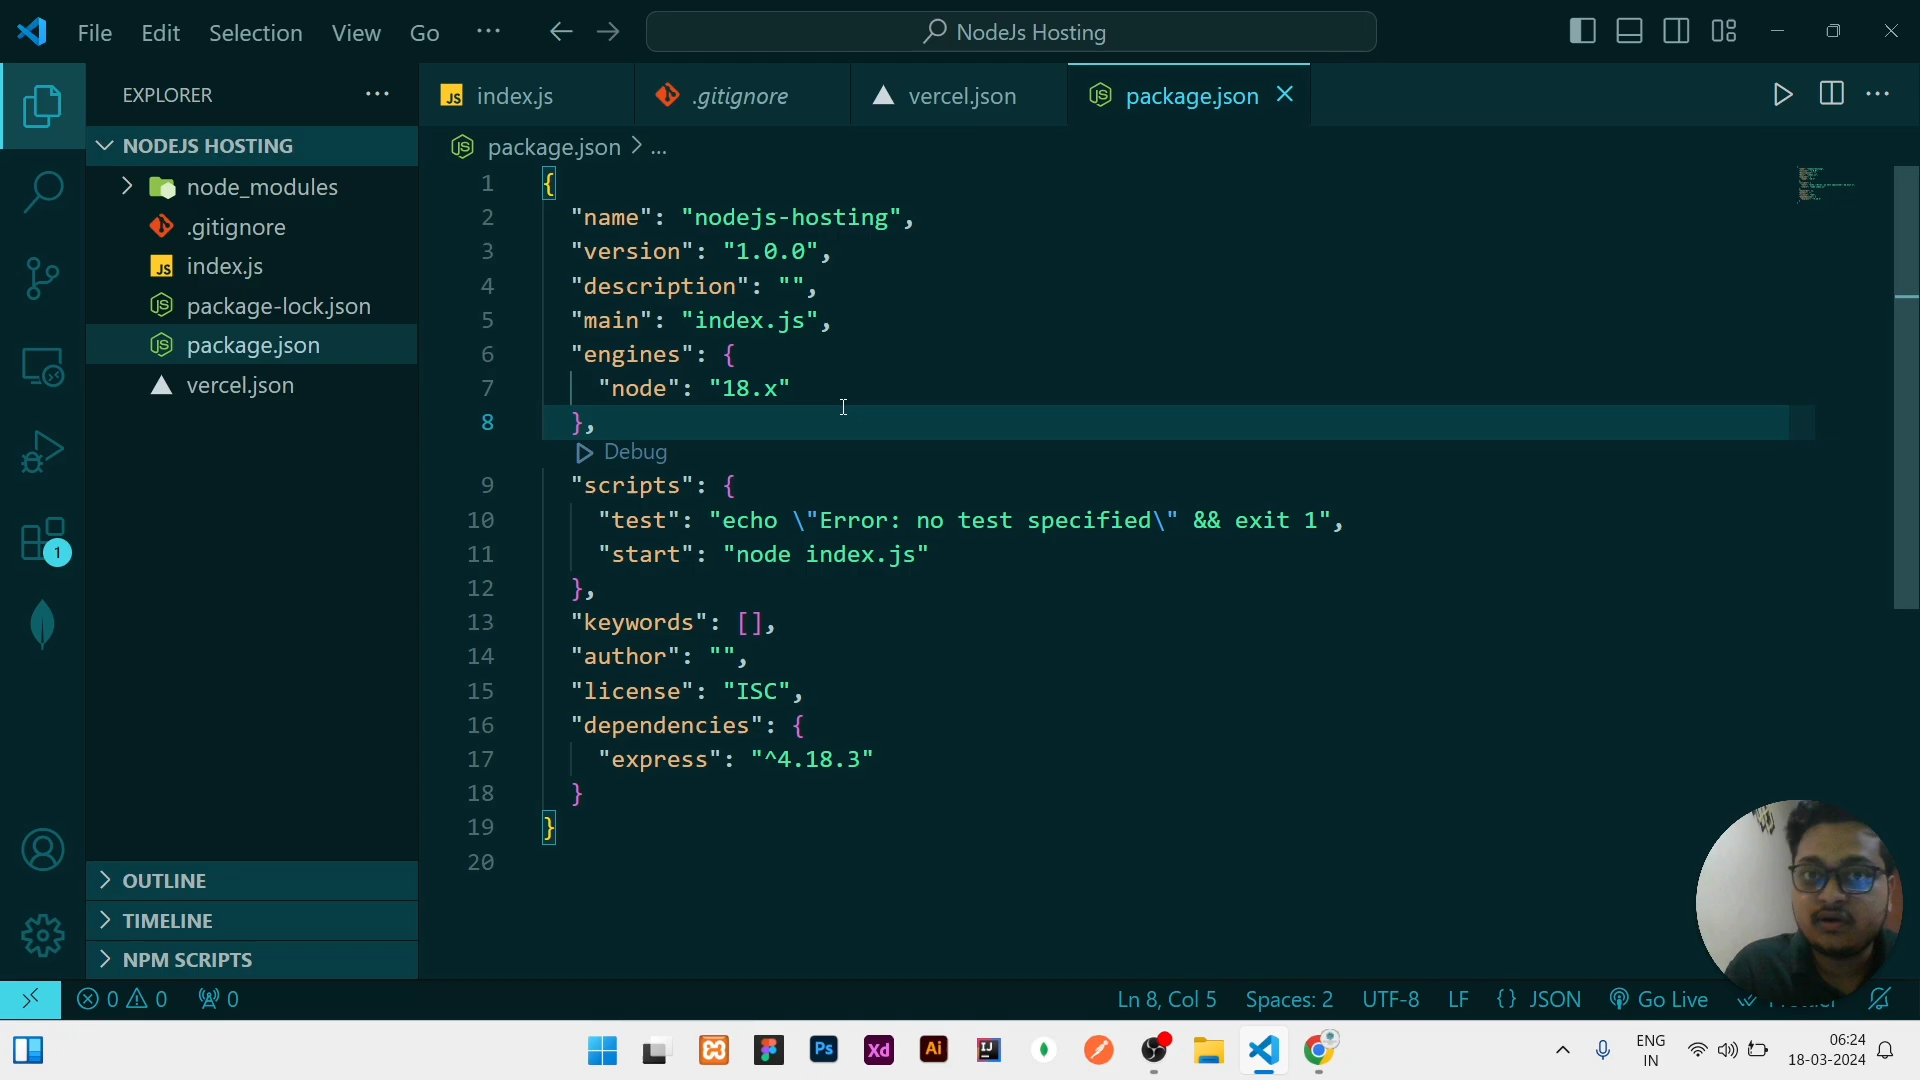 File Edit Selection View Go ...
NodeJs Hosting
EXPLORER
index.js
.gitignore
vercel.json
package.json
NODEJS HOSTING
package.json > ...
node_modules
.gitignore
index.js
package-lock.json
package.json
vercel.json
1 {
2 "name": "nodejs-hosting",
3 "version": "1.0.0",
4 "description": "",
5 "main": "index.js",
6 "engines": {
7 "node": "18.x"
8 },
Debug
9 "scripts": {
10 "test": "echo \"Error: no test specified\" && exit 1",
11 "start": "node index.js"
12 },
13 "keywords": [],
14 "author": "",
15 "license": "ISC",
16 "dependencies": {
17 "express": "^4.18.3"
18 }
19 }
20
1
OUTLINE
TIMELINE
NPM SCRIPTS
0 0 0
Ln 8, Col 5 Spaces: 2 UTF-8 LF {} JSON Go Live
Ps Xd Ai IJ
ENG
IN
06:24
18-03-2024